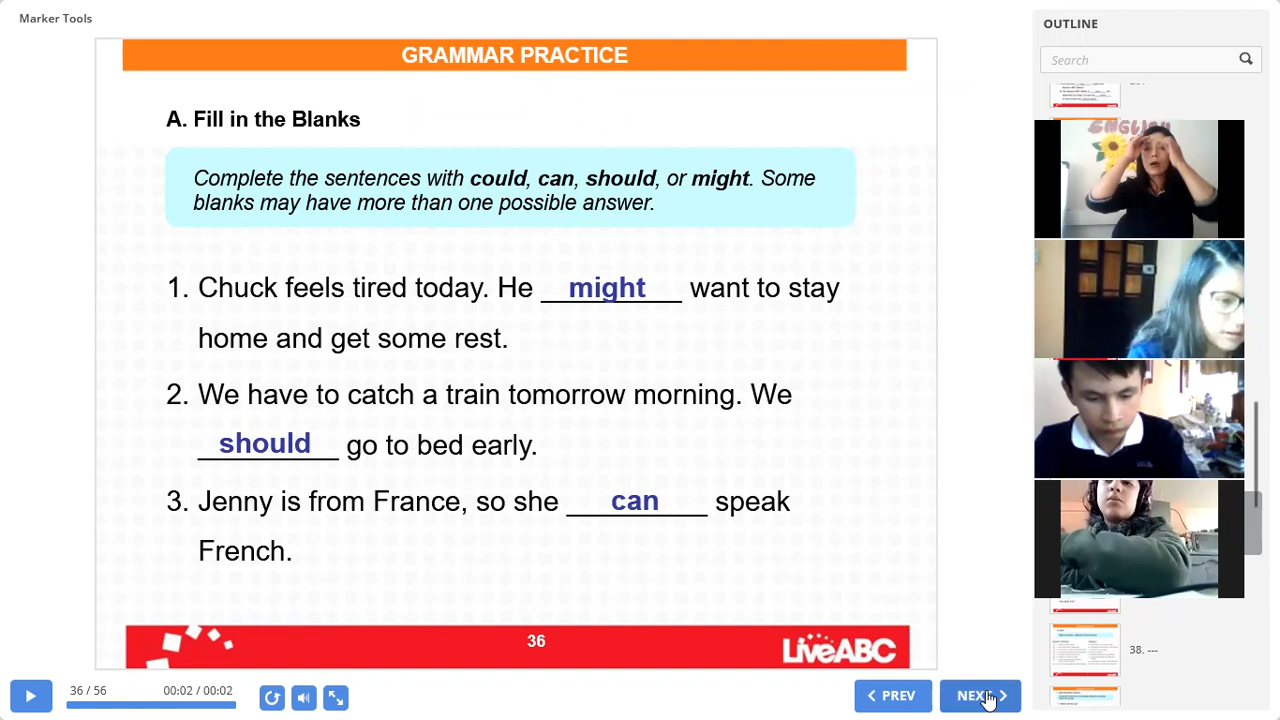 Marker Tools
OUTLINE
Search
GRAMMAR PRACTICE
A. Fill in the Blanks
Complete the sentences with could, can, should, or might. Some
blanks may have more than one possible answer.
1. Chuck feels tired today. He might want to stay
home and get some rest.
2. We have to catch a train tomorrow morning. We
should go to bed early.
3. Jenny is from France, so she can speak
French.
36
LiveABC
ENGLISH
38. ---
36 / 56
00:02 / 00:02
PREV
NEXT